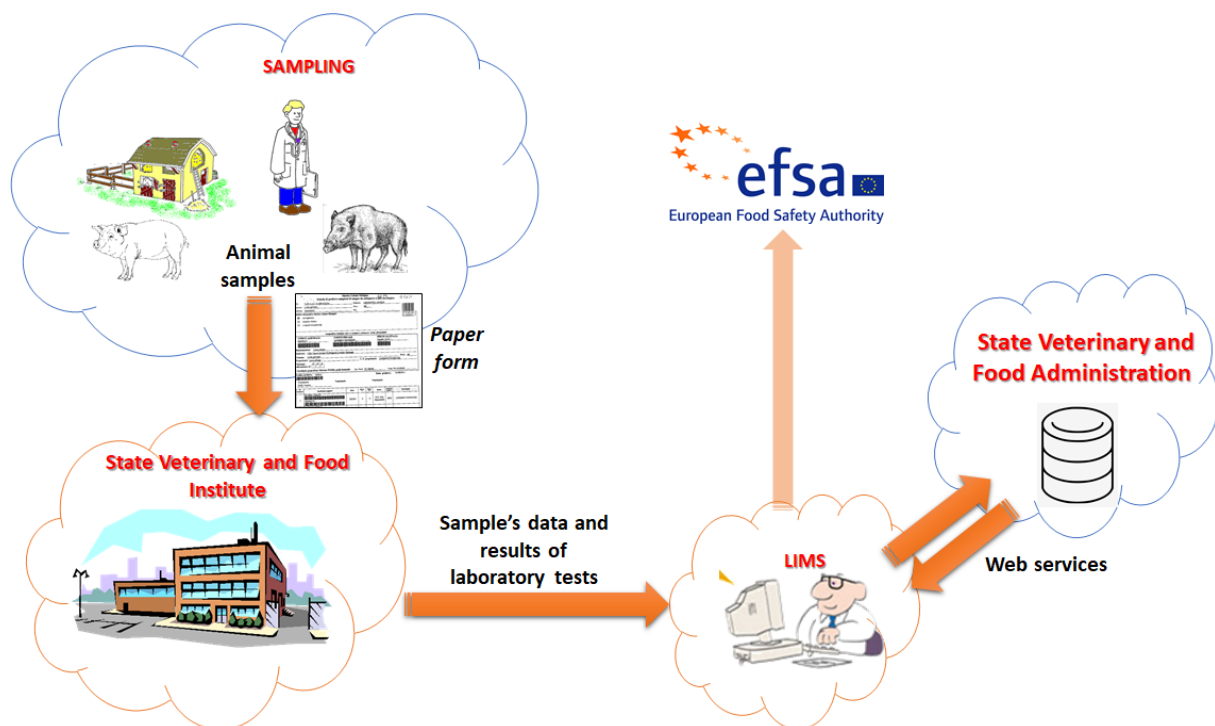 SAMPLING
Animal
samples
Paper
form
State Veterinary and Food
Institute
Sample's data and
results of
laboratory tests
efsa
European Food Safety Authority
LIMS
State Veterinary and
Food Administration
Web services